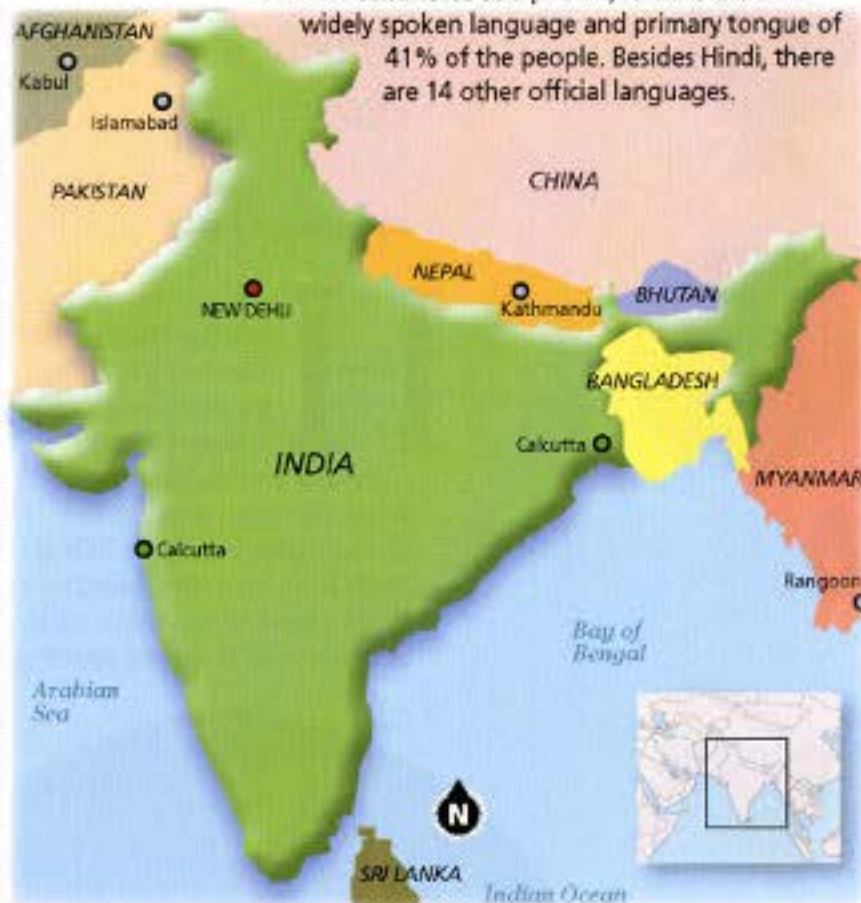 widely spoken language and primary tongue of
41% of the people. Besides Hindi, there
are 14 other official languages.
AFGHANISTAN
Kabul
Islamabad
PAKISTAN
CHINA
NEPAL
Kathmandu
BHUTAN
NEW DEHLI
BANGLADESH
INDIA
Calcutta
MYANMAR
Calcutta
Rangoon
Bay of
Bengal
Arabian
Sea
N
SRI LANKA
Indian Ocean